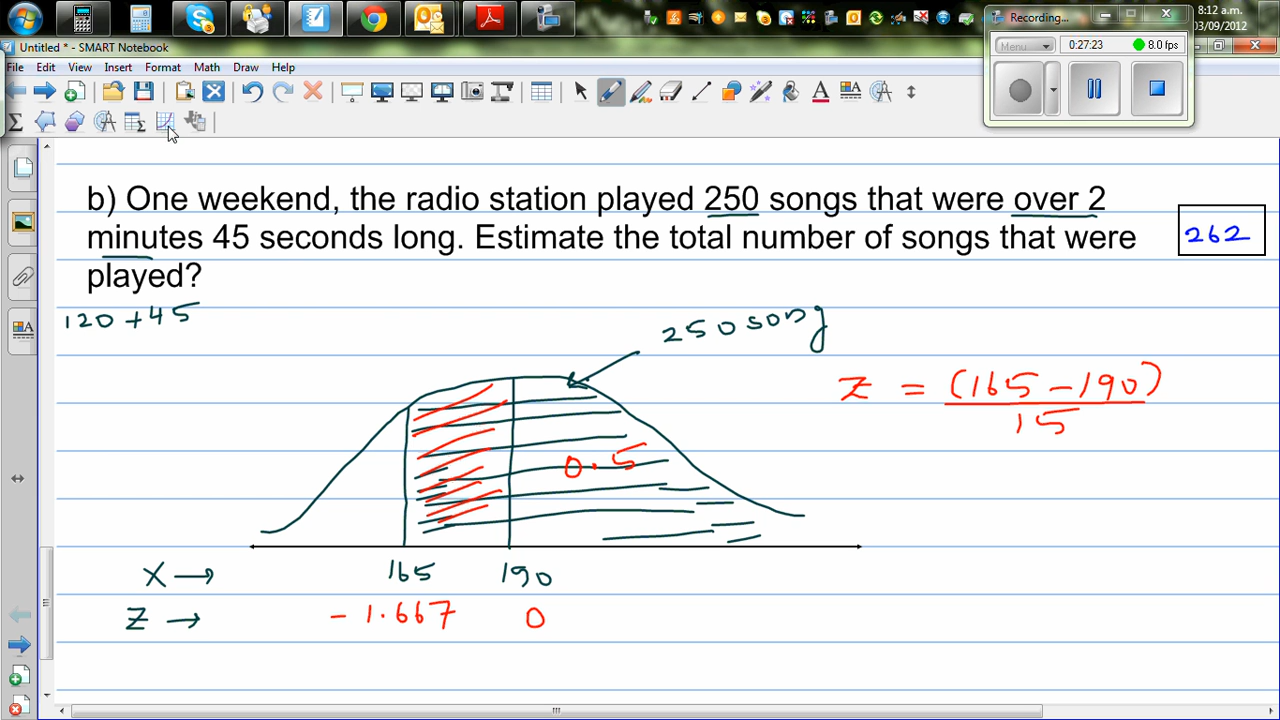 8:12 a.m.
03/09/2012
Recording...
Menu
0:27:23
8.0 fps
Untitled * - SMART Notebook
File Edit View Insert Format Math Draw Help
b) One weekend, the radio station played 250 songs that were over 2
minutes 45 seconds long. Estimate the total number of songs that were
played?
262
120 + 45
250 song
Z = (165 - 190)
15
0.5
X → 165 190
Z → - 1.667 0